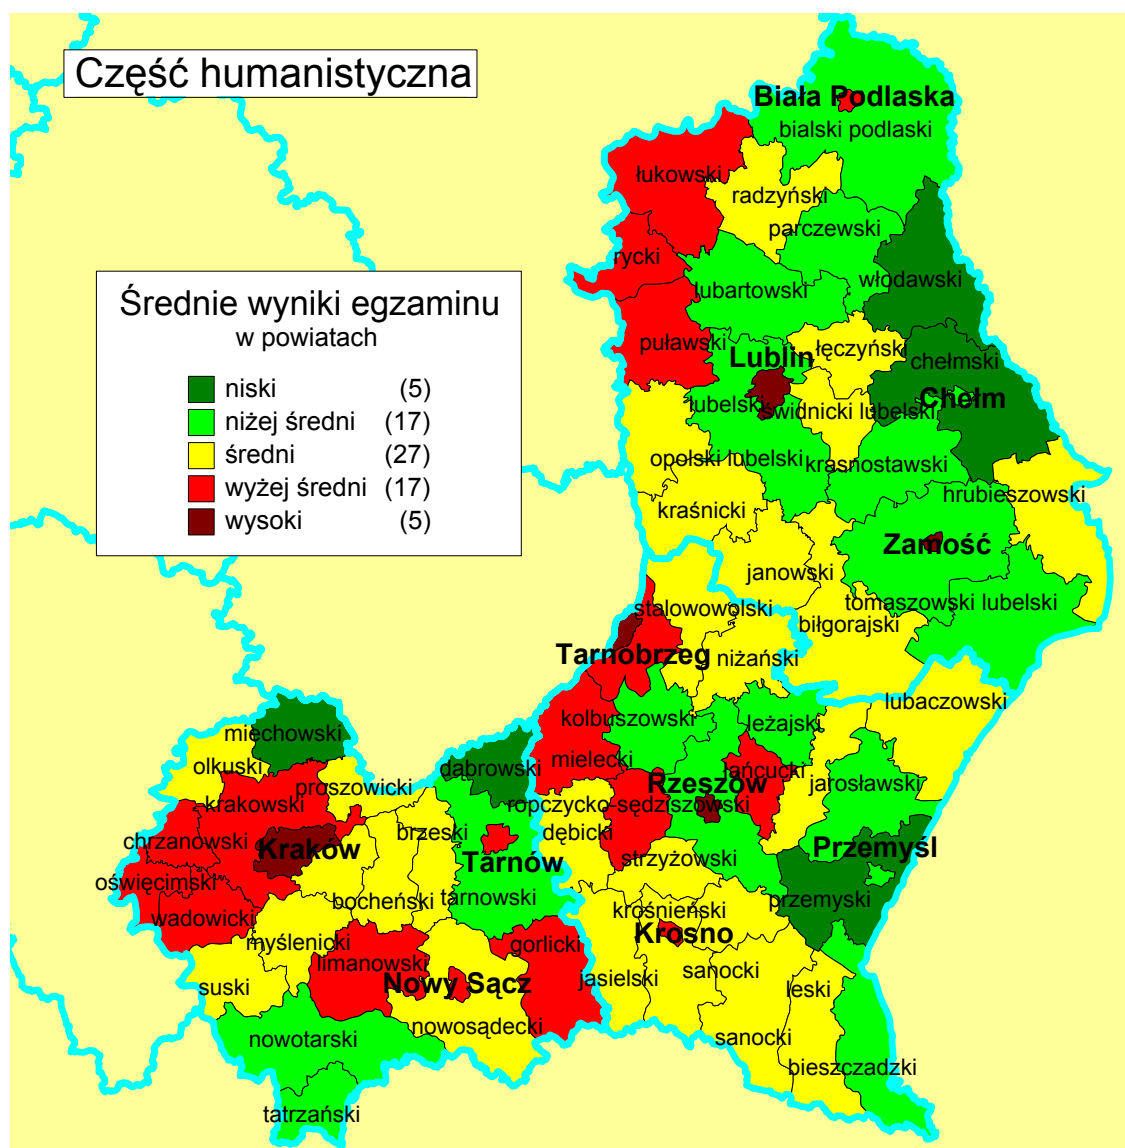 Część humanistyczna
Biała Podlaska
bialski podlaski
łukowski
radzyński
parczewski
rycki
włodawski
lubartowski
Średnie wyniki egzaminu
w powiatach
niski (5)
niżej średni (17)
średni (27)
wyżej średni (17)
wysoki (5)
puławski
Lublin
łęczyński
chełmski
Chełm
lubelski
świdnicki lubelski
opolski lubelski
krasnostawski
hrubieszowski
kraśnicki
Zamość
janowski
stalowowolski
tomaszowski lubelski
biłgorajski
Tarnobrzeg
niżański
lubaczowski
kolbuszowski
leżajski
miechowski
olkuski
dąbrowski
mielecki
łańcucki
jarosławski
proszowicki
krakowski
Rzeszów
ropczycko-sędziszowski
chrzanowski
Kraków
brzeski
dębicki
Tarnów
strzyżowski
Przemyśl
oświęcimski
bocheński
tarnowski
przemyski
wadowicki
krośnieński
Krosno
myślenicki
gorlicki
limanowski
Nowy Sącz
jasielski
sanocki
suski
leski
nowosądecki
nowotarski
sanocki
bieszczadzki
tatrzański